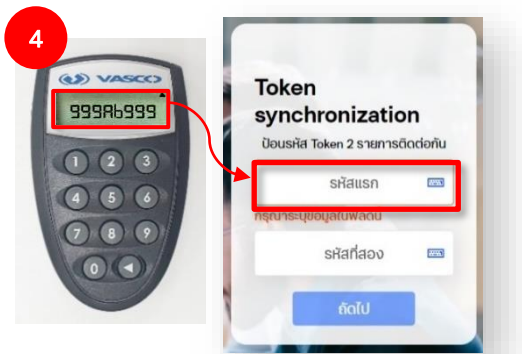 4
VASCO
999Ab999
1 2 3
4 5 6
7 8 9
0
Token
synchronization
ป้อนรหัส Token 2 รายการติดต่อกัน
รหัสแรก
กรุณาระบุข้อมูลในฟิลด์นี้
รหัสที่สอง
ถัดไป